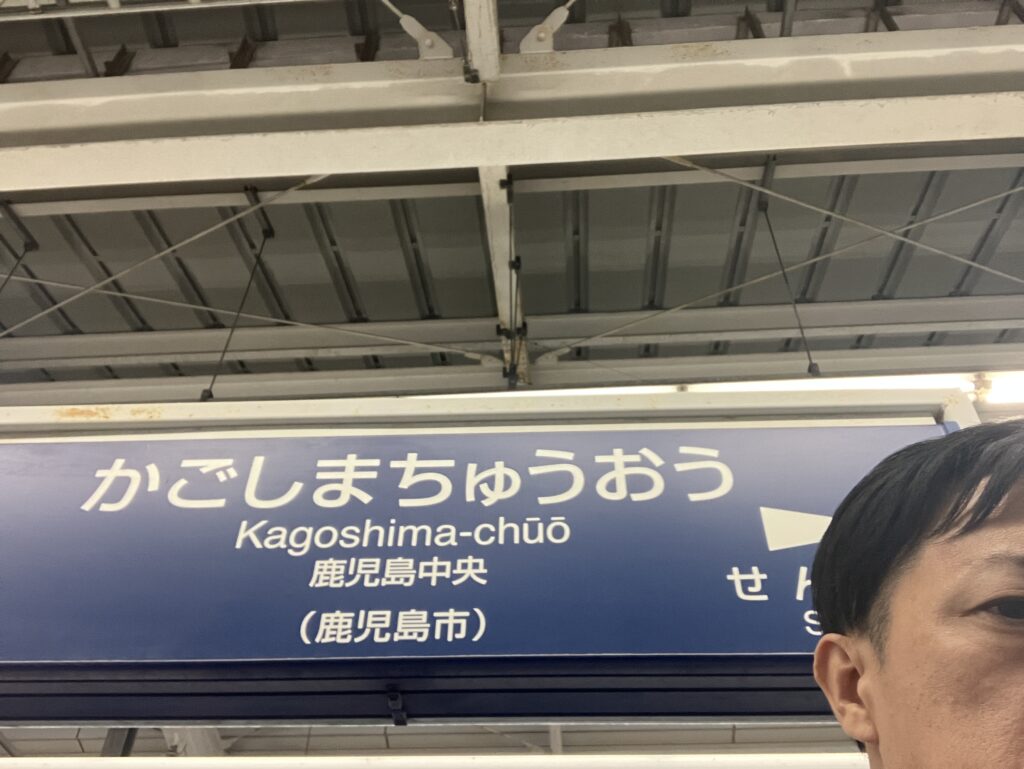 かごしまちゅうおう
Kagoshima-chūō
鹿児島中央
(鹿児島市)
せ
S